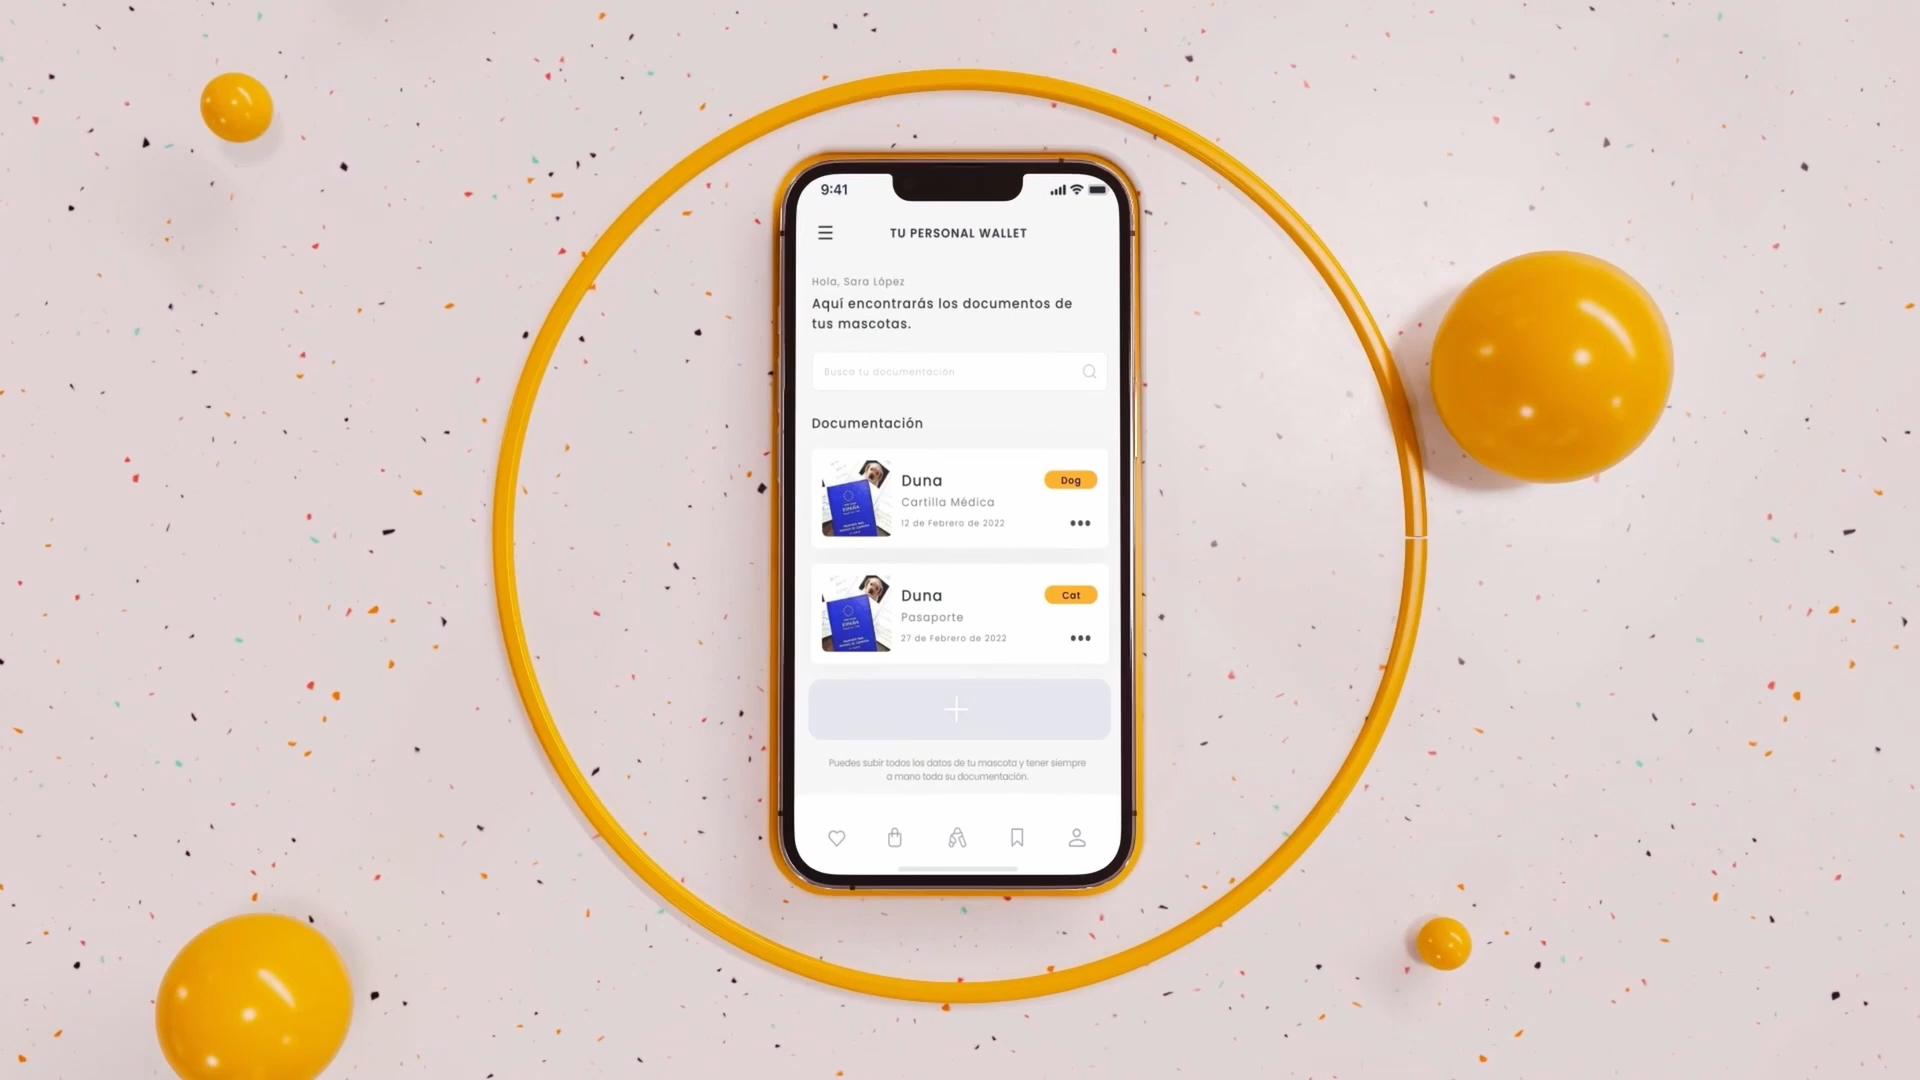 9:41
TU PERSONAL WALLET
Hola, Sara López
Aquí encontrarás los documentos de
tus mascotas.
Busca tu documentación
Documentación
Duna
Dog
Cartilla Médica
12 de Febrero de 2022
ESPAÑA
Duna
Cat
Pasaporte
27 de Febrero de 2022
ESPAÑA
Puedes subir todos los datos de tu mascota y tener siempre
a mano toda su documentación.